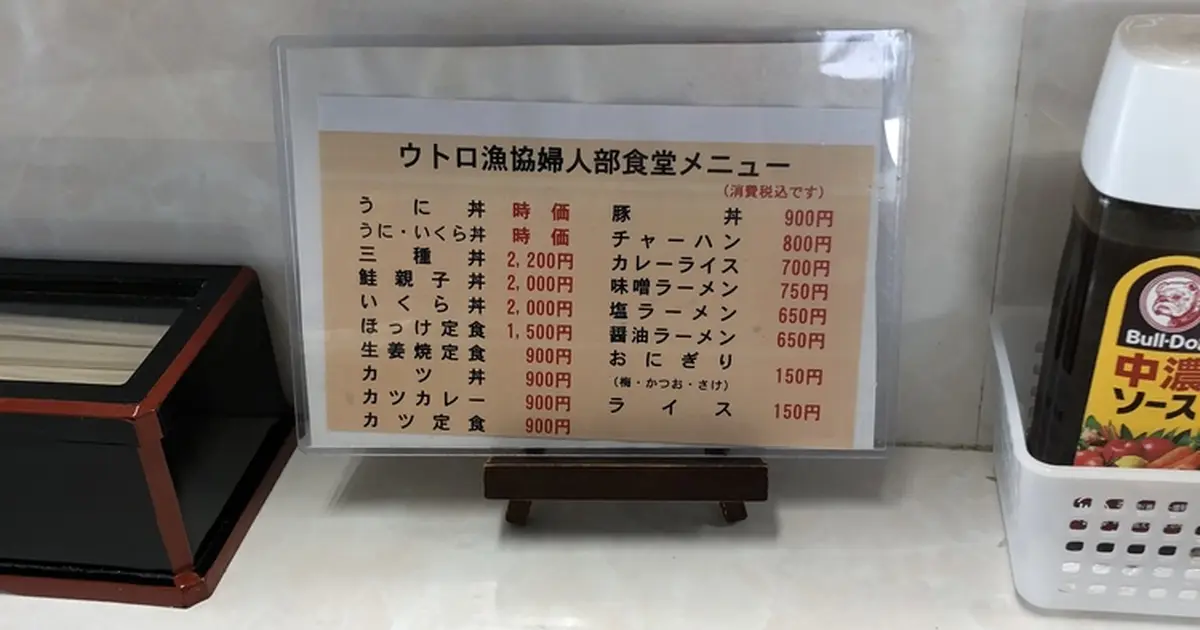 ウトロ漁協婦人部食堂メニュー
（消費税込です）
うに丼 時価
うに・いくら丼 時価
三種丼 2,200円
鮭親子丼 2,000円
いくら丼 2,000円
ほっけ定食 1,500円
生姜焼定食 900円
カツ丼 900円
カツカレー 900円
カツ定食 900円
豚丼 900円
チャーハン 800円
カレーライス 700円
味噌ラーメン 750円
塩ラーメン 650円
醤油ラーメン 650円
おにぎり 150円
（梅・かつお・さけ）
ライス 150円
Bull-Do
中濃
ソース